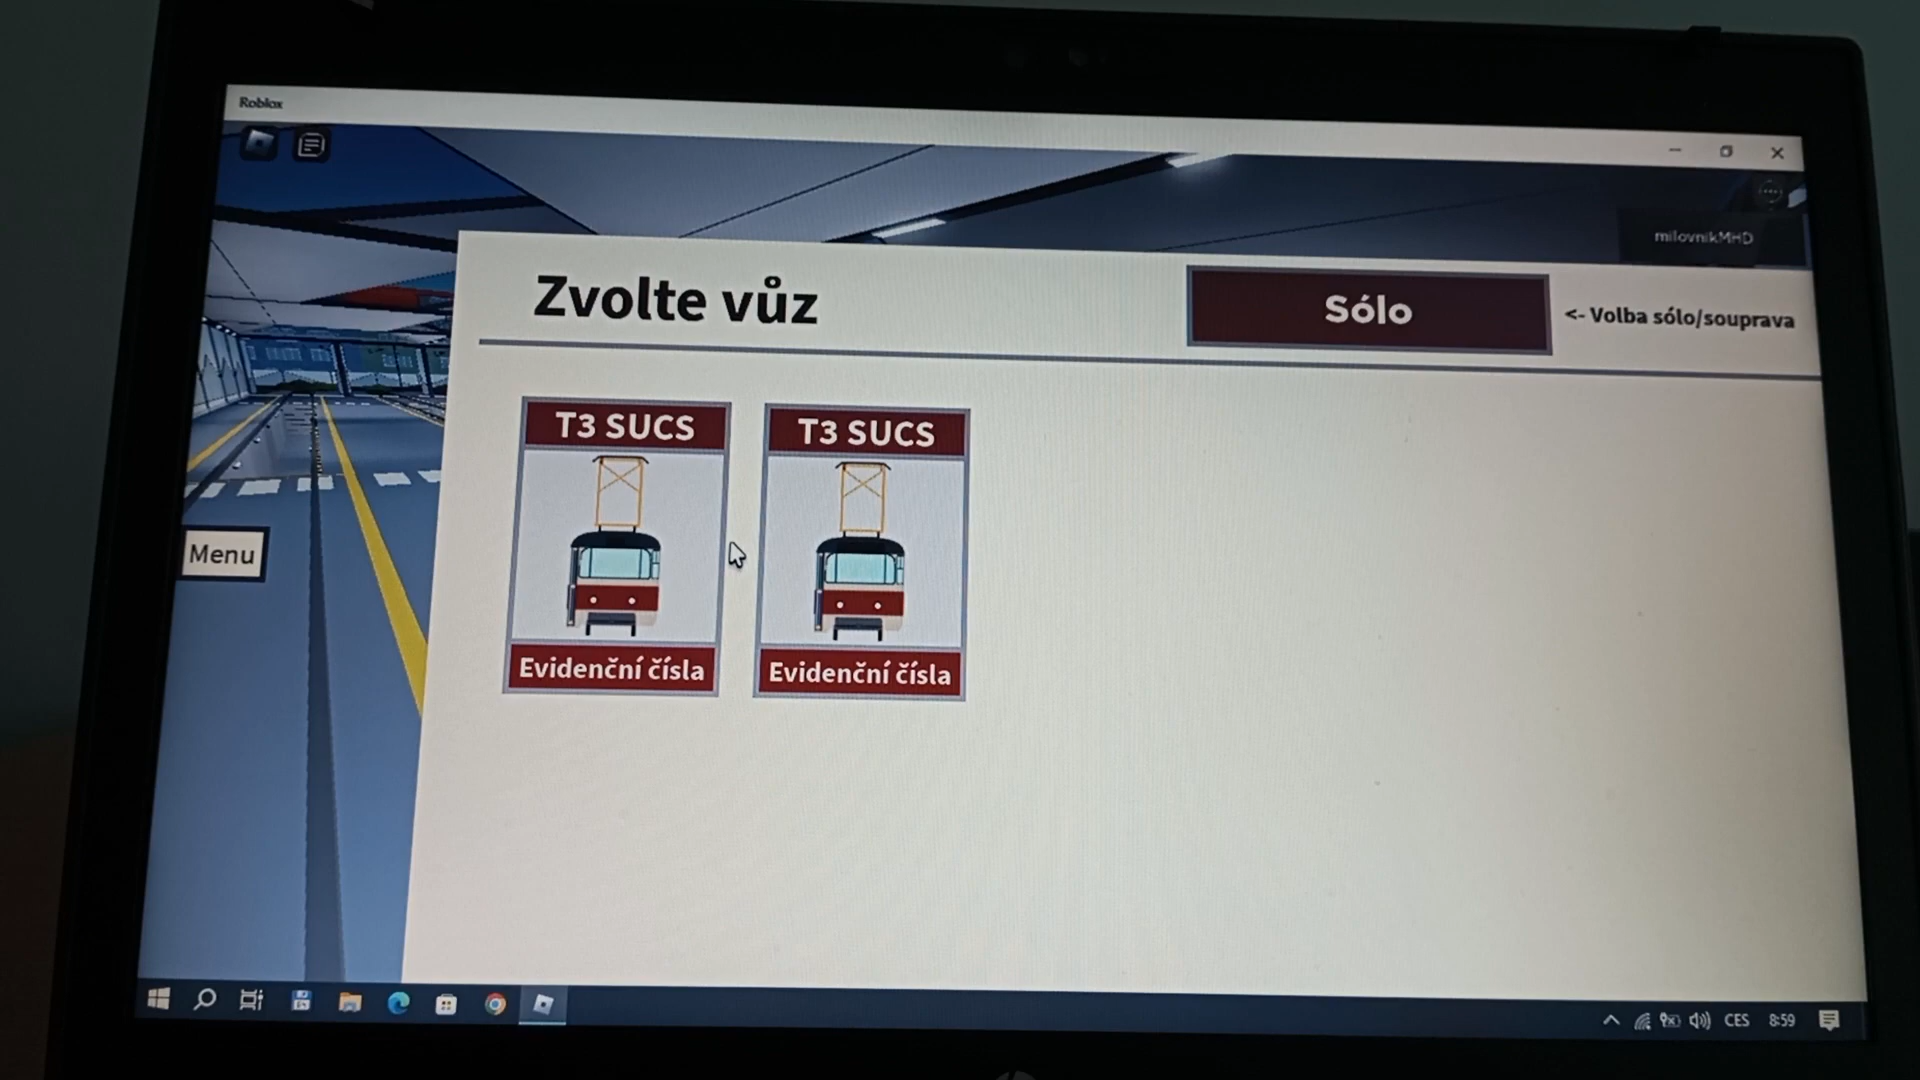 Roblox
milovnikMHD
Zvolte vůz
Sólo
<- Volba sólo/souprava
T3 SUCS
T3 SUCS
Menu
Evidenční čísla
Evidenční čísla
CES
8:59